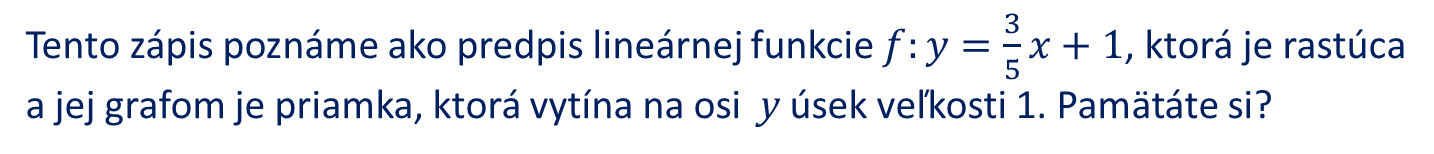 Tento zápis poznáme ako predpis lineárnej funkcie f: y = 3/5 x + 1, ktorá je rastúca
a jej grafom je priamka, ktorá vytína na osi y úsek veľkosti 1. Pamätáte si?